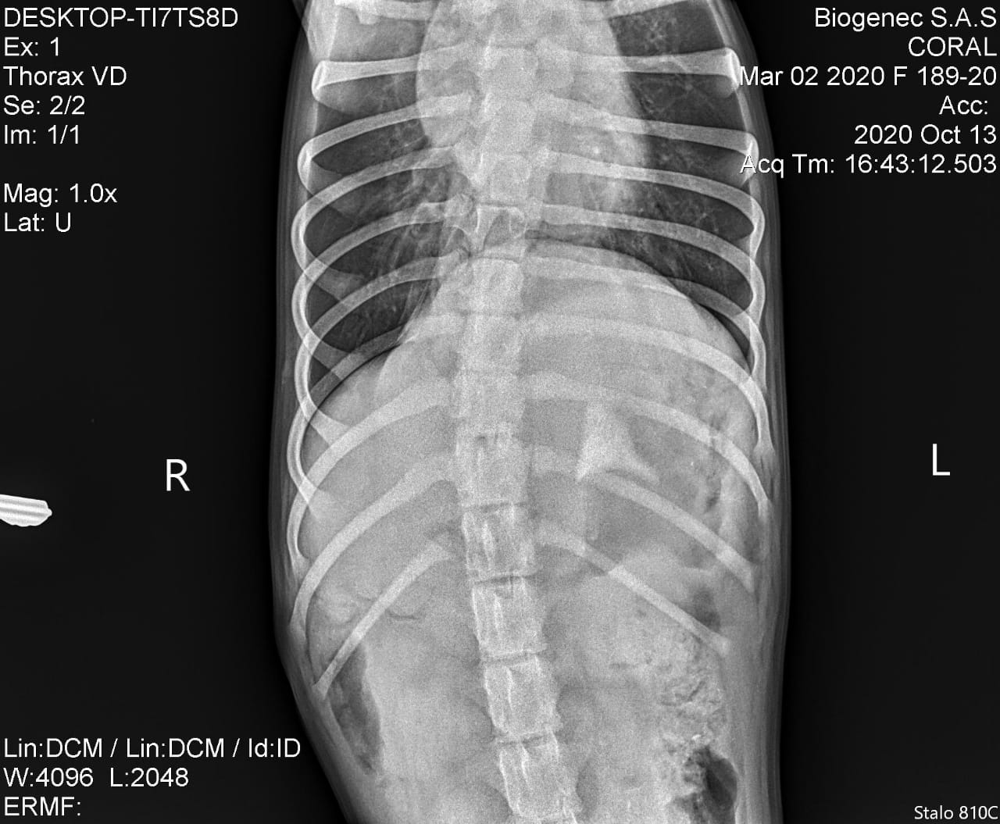 DESKTOP-TI7TS8D
Ex: 1
Thorax VD
Se: 2/2
Im: 1/1
Mag: 1.0x
Lat: U
Biogenec S.A.S
CORAL
Mar 02 2020 F 189-20
Acc:
2020 Oct 13
Acq Tm: 16:43:12.503
R
L
Lin:DCM / Lin:DCM / Id:ID
W:4096 L:2048
ERMF:
Stalo 810C